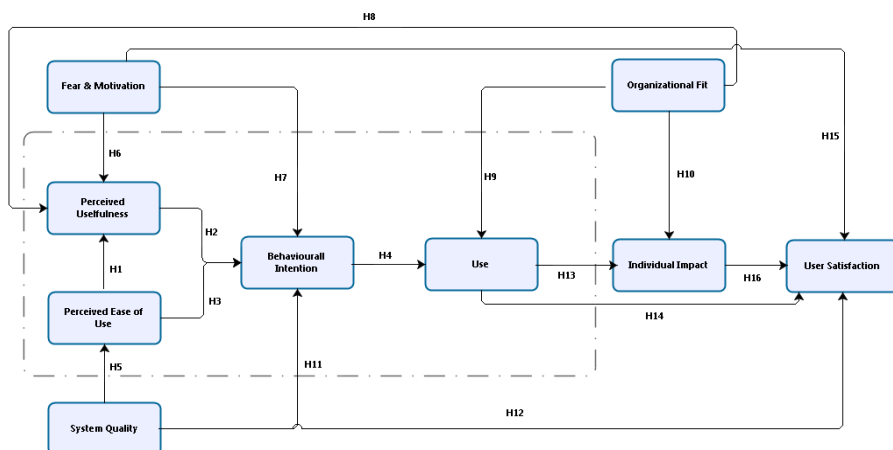 H8
Fear & Motivation
Organizational Fit
H15
H6
H7
H9
H10
Perceived
Uselfulness
H2
Behaviourall
Intention
H4
Use
H13
Individual Impact
H16
User Satisfaction
H1
H3
Perceived Ease of
Use
H14
H5
H11
System Quality
H12